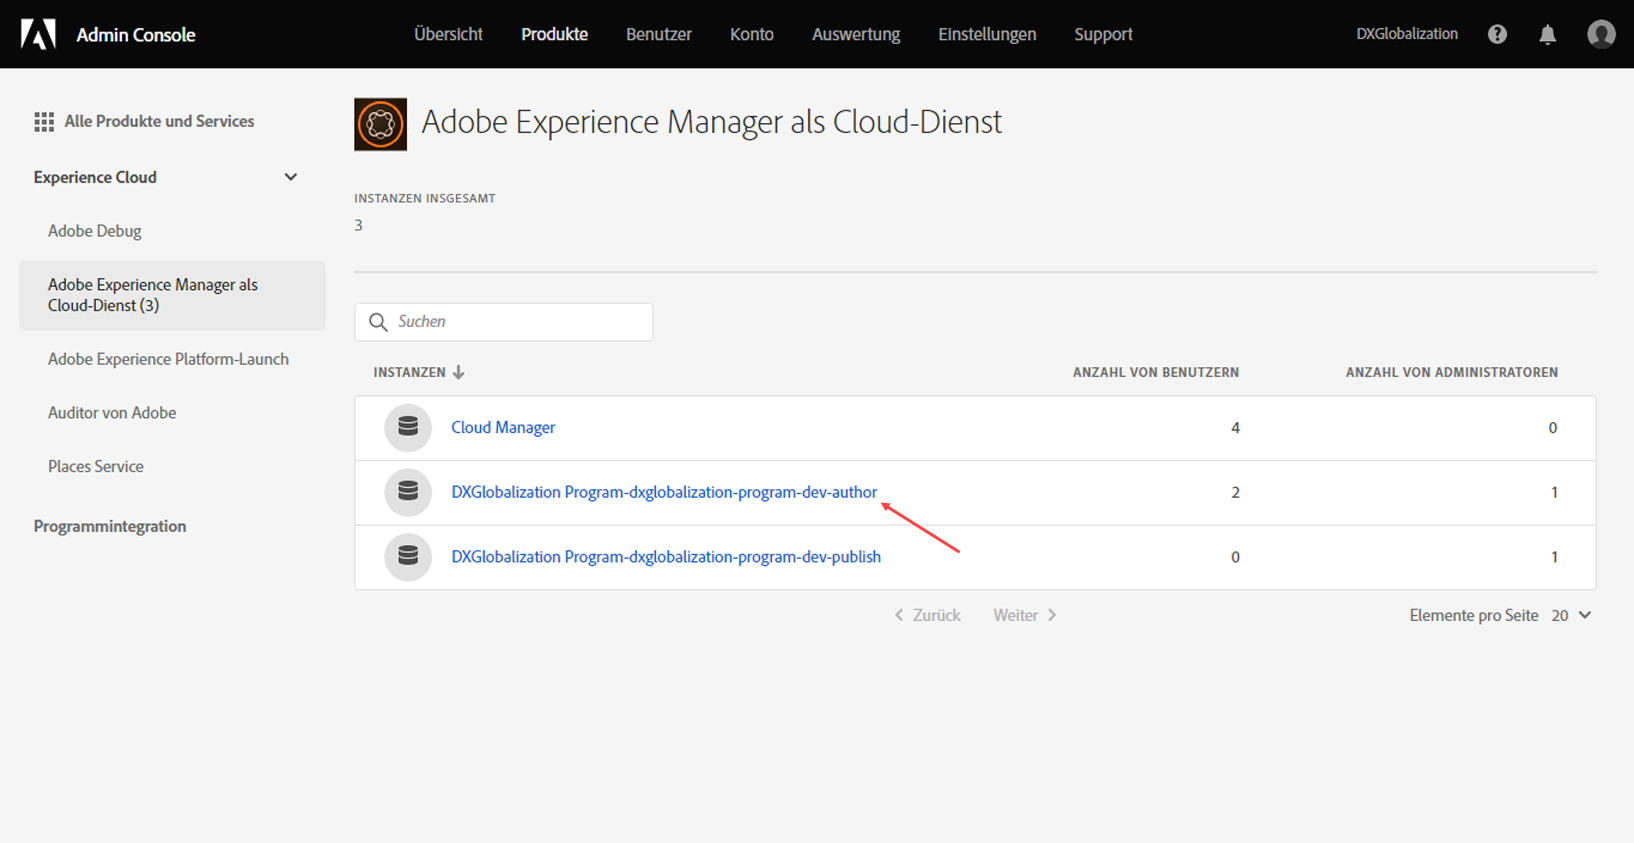 Admin Console
Übersicht Produkte Benutzer Konto Auswertung Einstellungen Support
DXGlobalization ?
Alle Produkte und Services
Experience Cloud
Adobe Debug
Adobe Experience Manager als
Cloud-Dienst (3)
Adobe Experience Platform-Launch
Auditor von Adobe
Places Service
Programmintegration
Adobe Experience Manager als Cloud-Dienst
INSTANZEN INSGESAMT
3
Suchen
INSTANZEN ANZAHL VON BENUTZERN ANZAHL VON ADMINISTRATOREN
Cloud Manager 4 0
DXGlobalization Program-dxglobalization-program-dev-author 2 1
DXGlobalization Program-dxglobalization-program-dev-publish 0 1
Zurück Weiter Elemente pro Seite 20